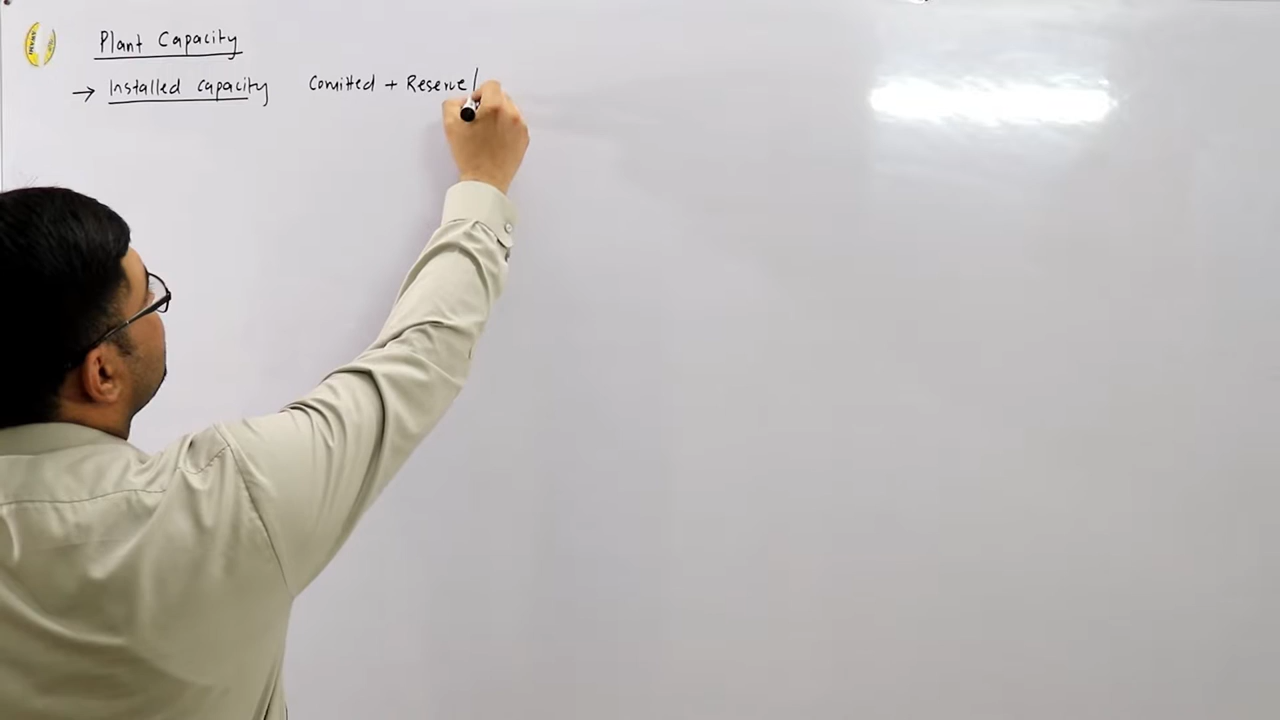 Plant Capacity
→ Installed capacity Comitted + Reserve /